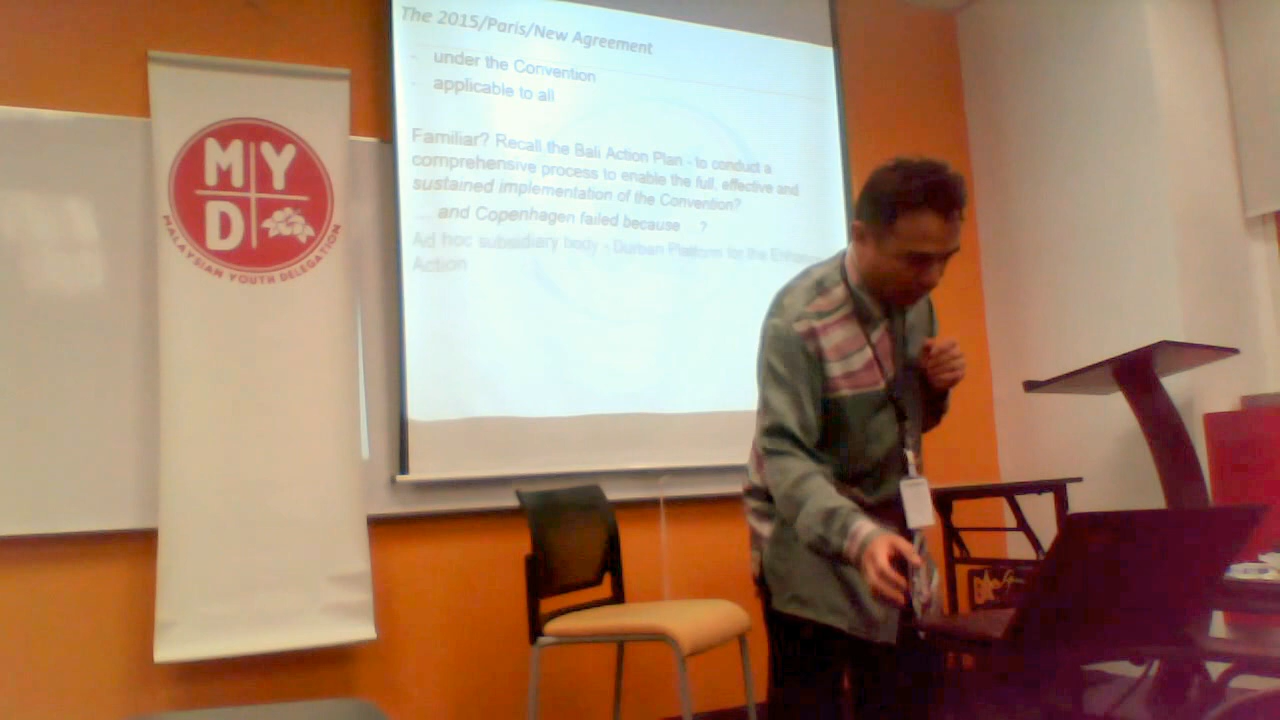 MY
D
MALAYSIAN YOUTH DELEGATION
The 2015/Paris/New Agreement
- under the Convention
- applicable to all
Familiar? Recall the Bali Action Plan - to conduct a
comprehensive process to enable the full, effective and
sustained implementation of the Convention?
... and Copenhagen failed because ?
Ad hoc subsidiary body - Durban Platform for the
Action